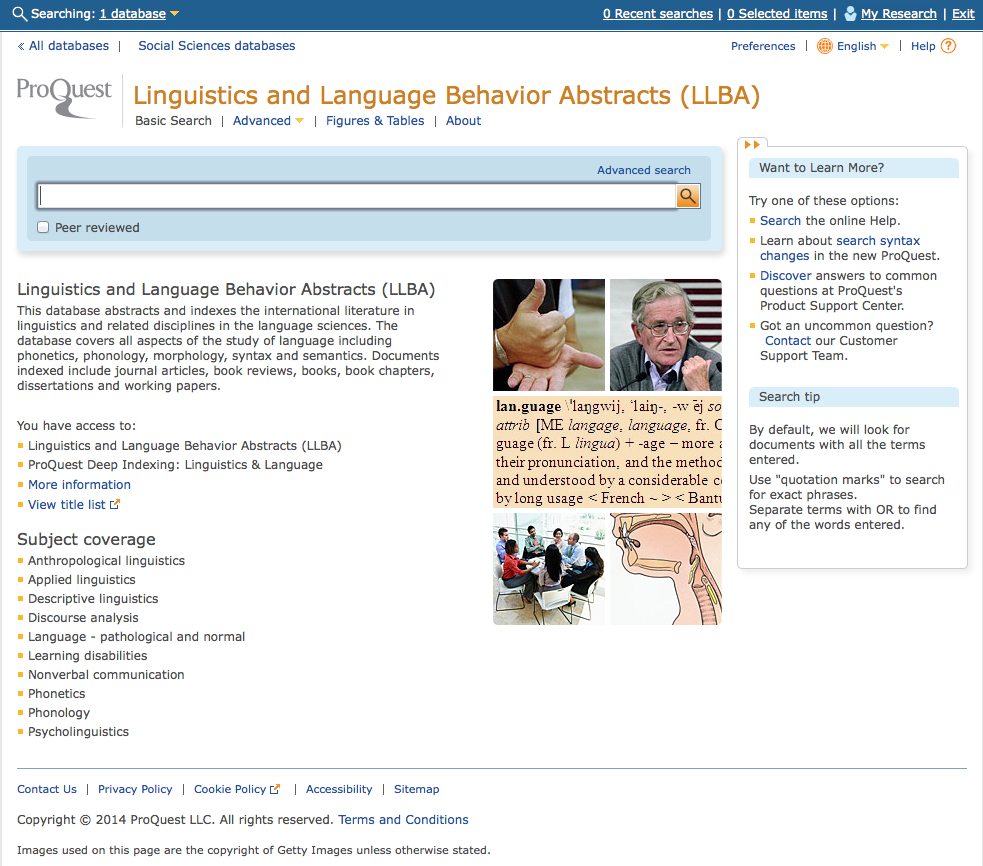 Searching: 1 database
0 Recent searches | 0 Selected items | My Research | Exit
« All databases | Social Sciences databases
Preferences | English | Help ?
ProQuest
Linguistics and Language Behavior Abstracts (LLBA)
Basic Search | Advanced | Figures & Tables | About
Advanced search
Peer reviewed
Linguistics and Language Behavior Abstracts (LLBA)
This database abstracts and indexes the international literature in
linguistics and related disciplines in the language sciences. The
database covers all aspects of the study of language including
phonetics, phonology, morphology, syntax and semantics. Documents
indexed include journal articles, book reviews, books, book chapters,
dissertations and working papers.
You have access to:
Linguistics and Language Behavior Abstracts (LLBA)
ProQuest Deep Indexing: Linguistics & Language
More information
View title list
Subject coverage
Anthropological linguistics
Applied linguistics
Descriptive linguistics
Discourse analysis
Language - pathological and normal
Learning disabilities
Nonverbal communication
Phonetics
Phonology
Psycholinguistics
lan.guage \'laŋgwij, 'laiŋ-, -w ēj so
attrib [ME langage, language, fr. O
guage (fr. L lingua) + -age – more a
their pronunciation, and the method
and understood by a considerable co
by long usage < French ~ > < Bantu
Want to Learn More?
Try one of these options:
Search the online Help.
Learn about search syntax
changes in the new ProQuest.
Discover answers to common
questions at ProQuest's
Product Support Center.
Got an uncommon question?
Contact our Customer
Support Team.
Search tip
By default, we will look for
documents with all the terms
entered.
Use "quotation marks" to search
for exact phrases.
Separate terms with OR to find
any of the words entered.
Contact Us | Privacy Policy | Cookie Policy | Accessibility | Sitemap
Copyright © 2014 ProQuest LLC. All rights reserved. Terms and Conditions
Images used on this page are the copyright of Getty Images unless otherwise stated.